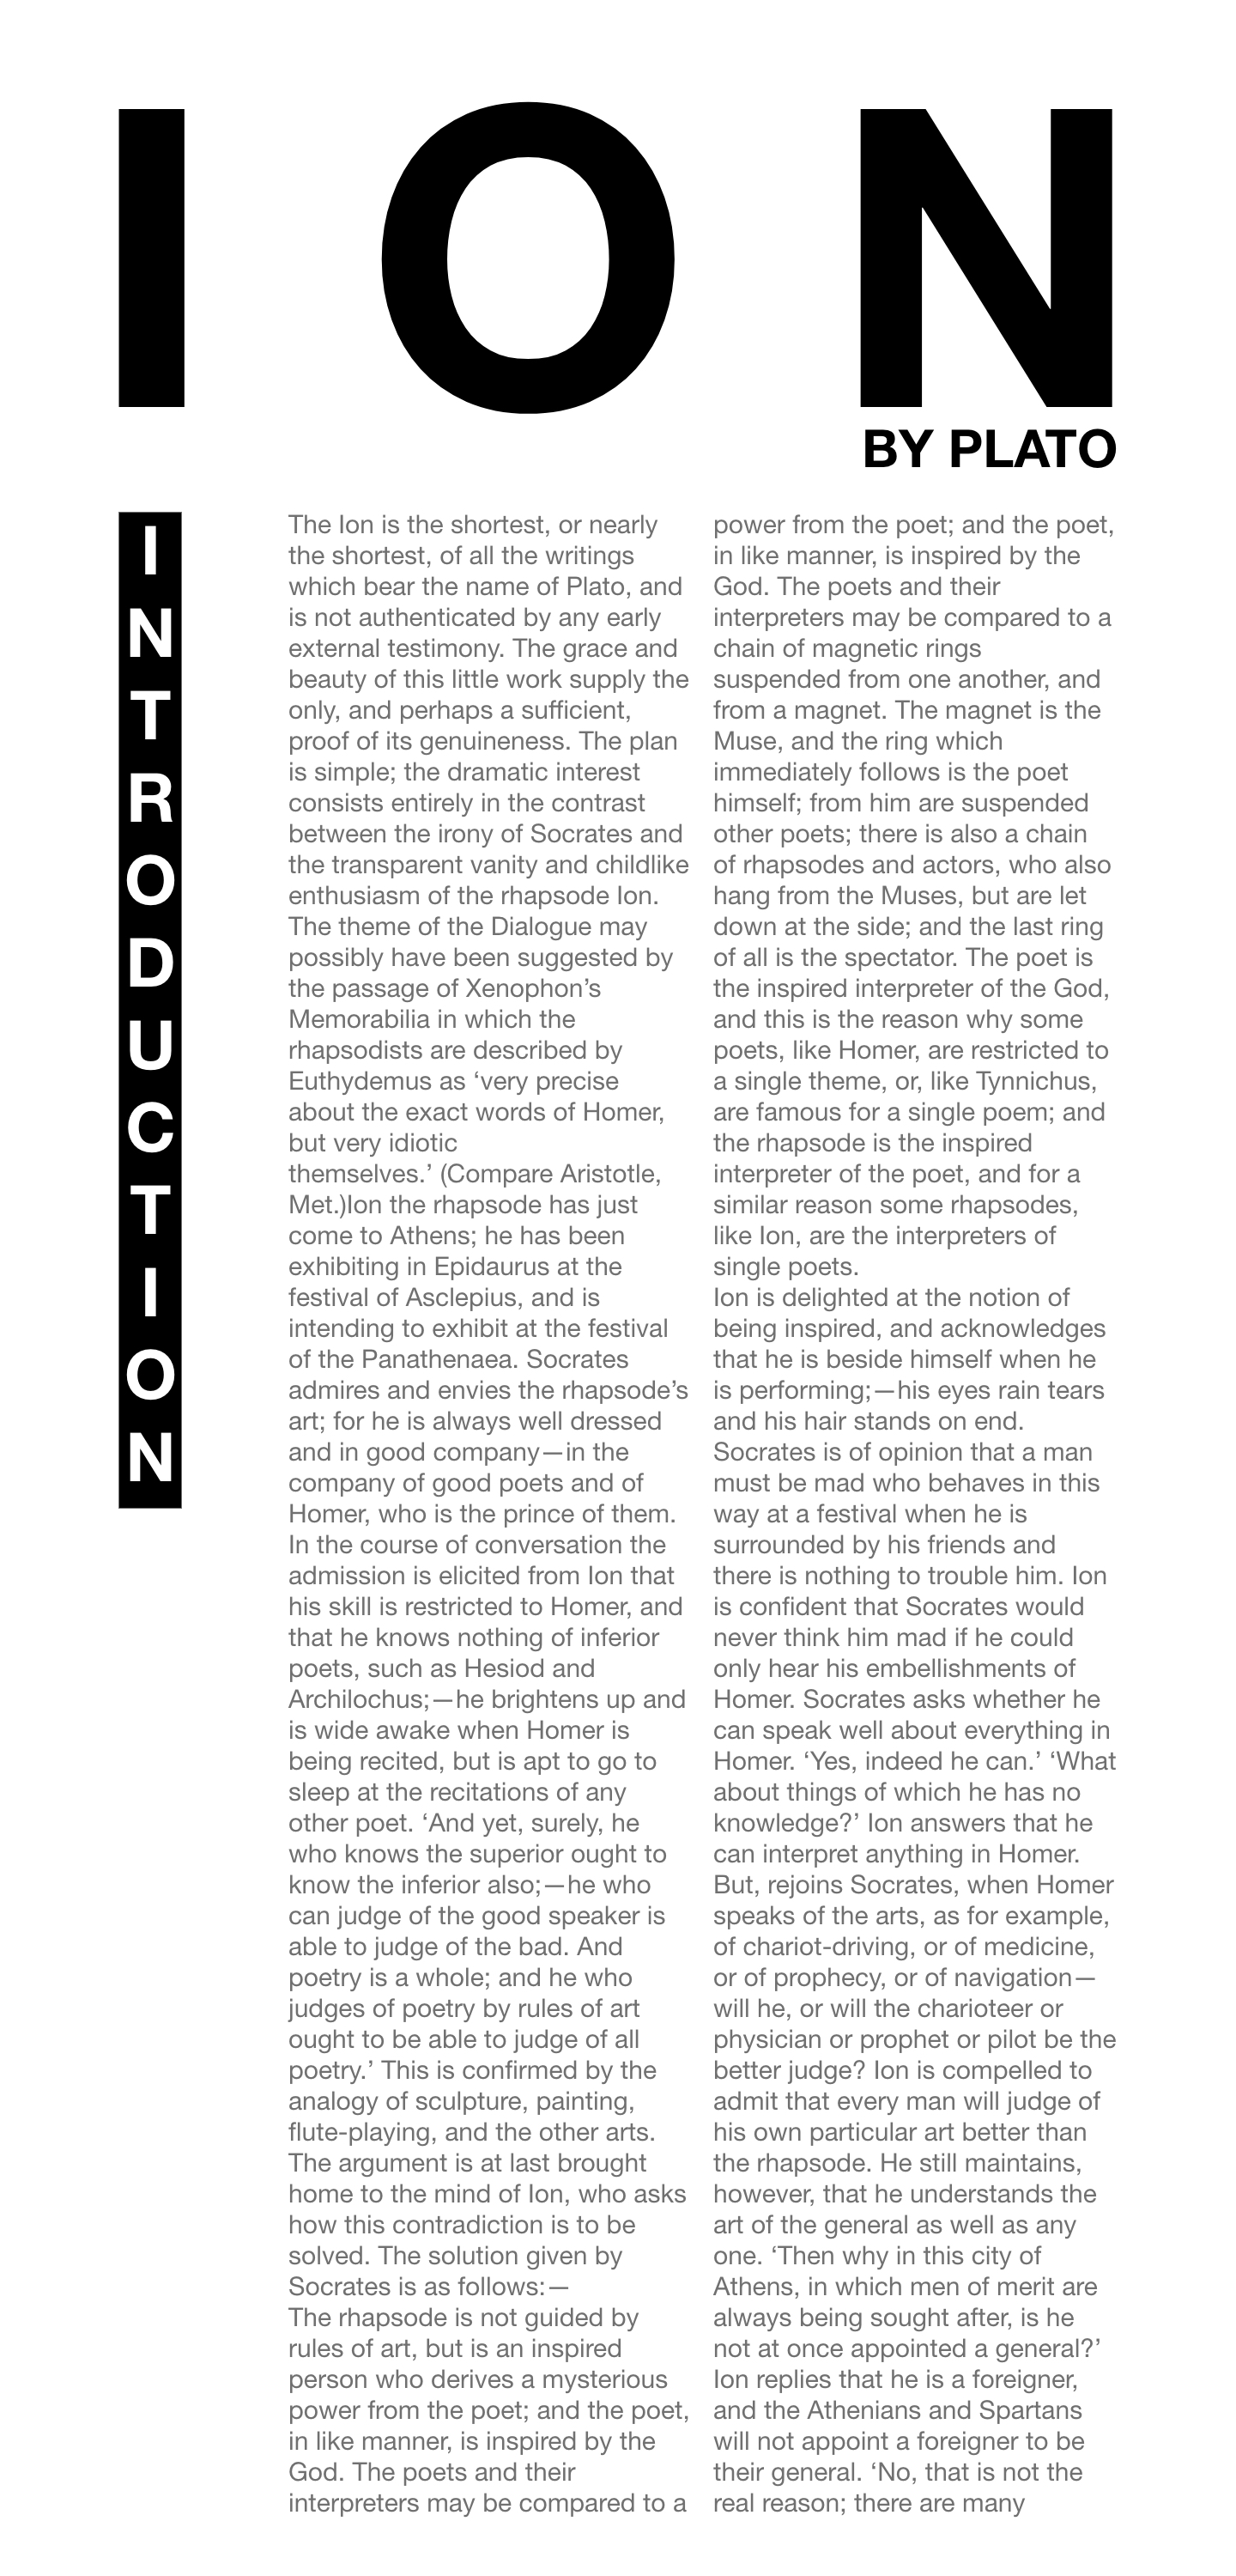 I O N
BY PLATO
INTRODUCTION
The Ion is the shortest, or nearly
the shortest, of all the writings
which bear the name of Plato, and
is not authenticated by any early
external testimony. The grace and
beauty of this little work supply the
only, and perhaps a sufficient,
proof of its genuineness. The plan
is simple; the dramatic interest
consists entirely in the contrast
between the irony of Socrates and
the transparent vanity and childlike
enthusiasm of the rhapsode Ion.
The theme of the Dialogue may
possibly have been suggested by
the passage of Xenophon’s
Memorabilia in which the
rhapsodists are described by
Euthydemus as ‘very precise
about the exact words of Homer,
but very idiotic
themselves.’ (Compare Aristotle,
Met.)Ion the rhapsode has just
come to Athens; he has been
exhibiting in Epidaurus at the
festival of Asclepius, and is
intending to exhibit at the festival
of the Panathenaea. Socrates
admires and envies the rhapsode’s
art; for he is always well dressed
and in good company—in the
company of good poets and of
Homer, who is the prince of them.
In the course of conversation the
admission is elicited from Ion that
his skill is restricted to Homer, and
that he knows nothing of inferior
poets, such as Hesiod and
Archilochus;—he brightens up and
is wide awake when Homer is
being recited, but is apt to go to
sleep at the recitations of any
other poet. ‘And yet, surely, he
who knows the superior ought to
know the inferior also;—he who
can judge of the good speaker is
able to judge of the bad. And
poetry is a whole; and he who
judges of poetry by rules of art
ought to be able to judge of all
poetry.’ This is confirmed by the
analogy of sculpture, painting,
flute-playing, and the other arts.
The argument is at last brought
home to the mind of Ion, who asks
how this contradiction is to be
solved. The solution given by
Socrates is as follows:—
The rhapsode is not guided by
rules of art, but is an inspired
person who derives a mysterious
power from the poet; and the poet,
in like manner, is inspired by the
God. The poets and their
interpreters may be compared to a
power from the poet; and the poet,
in like manner, is inspired by the
God. The poets and their
interpreters may be compared to a
chain of magnetic rings
suspended from one another, and
from a magnet. The magnet is the
Muse, and the ring which
immediately follows is the poet
himself; from him are suspended
other poets; there is also a chain
of rhapsodes and actors, who also
hang from the Muses, but are let
down at the side; and the last ring
of all is the spectator. The poet is
the inspired interpreter of the God,
and this is the reason why some
poets, like Homer, are restricted to
a single theme, or, like Tynnichus,
are famous for a single poem; and
the rhapsode is the inspired
interpreter of the poet, and for a
similar reason some rhapsodes,
like Ion, are the interpreters of
single poets.
Ion is delighted at the notion of
being inspired, and acknowledges
that he is beside himself when he
is performing;—his eyes rain tears
and his hair stands on end.
Socrates is of opinion that a man
must be mad who behaves in this
way at a festival when he is
surrounded by his friends and
there is nothing to trouble him. Ion
is confident that Socrates would
never think him mad if he could
only hear his embellishments of
Homer. Socrates asks whether he
can speak well about everything in
Homer. ‘Yes, indeed he can.’ ‘What
about things of which he has no
knowledge?’ Ion answers that he
can interpret anything in Homer.
But, rejoins Socrates, when Homer
speaks of the arts, as for example,
of chariot-driving, or of medicine,
or of prophecy, or of navigation—
will he, or will the charioteer or
physician or prophet or pilot be the
better judge? Ion is compelled to
admit that every man will judge of
his own particular art better than
the rhapsode. He still maintains,
however, that he understands the
art of the general as well as any
one. ‘Then why in this city of
Athens, in which men of merit are
always being sought after, is he
not at once appointed a general?’
Ion replies that he is a foreigner,
and the Athenians and Spartans
will not appoint a foreigner to be
their general. ‘No, that is not the
real reason; there are many